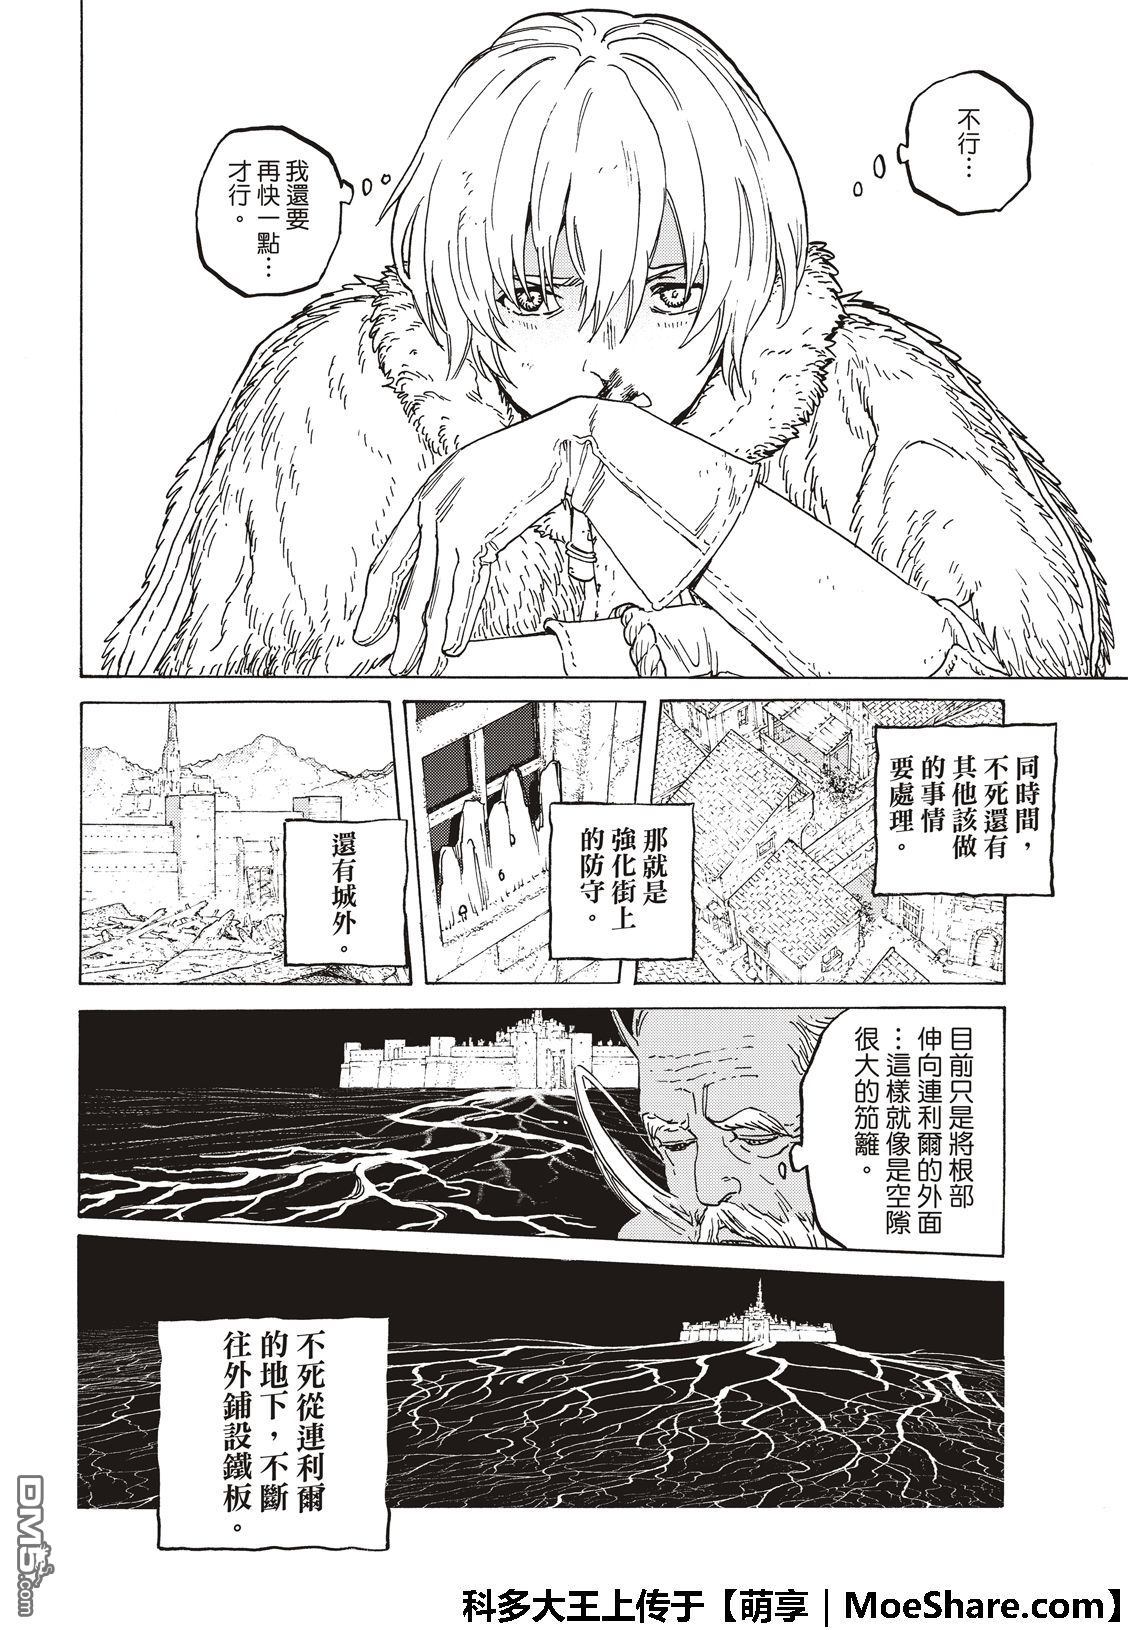 不行…
我還要
再快一點…
才行。
同時間，
不死還有
其他該做
的事情
要處理。
那就是
強化街上
的防守。
還有城外。
目前只是將根部
伸向連利爾的外面
…這樣就像是空隙
很大的笳籬。
不死從連利爾
的地下，不斷
往外鋪設鐵板。
DM5.com
科多大王上传于【萌享｜MoeShare.com】